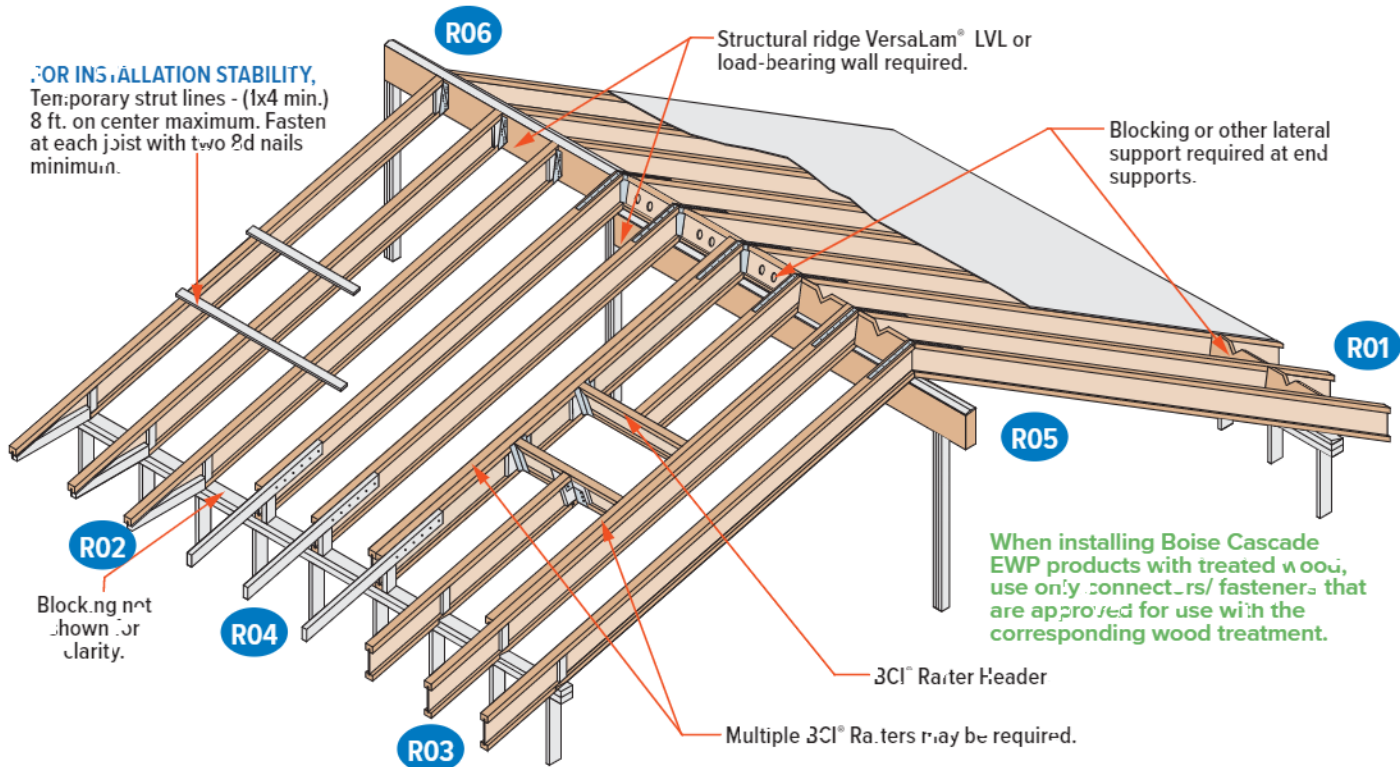 R06
Structural ridge VersaLam® LVL or
load-bearing wall required.
FOR INSTALLATION STABILITY,
Temporary strut lines - (1x4 min.)
8 ft. on center maximum. Fasten
at each joist with two 8d nails
minimum.
Blocking or other lateral
support required at end
supports.
R01
R05
R02
Blocking not
shown for
clarity.
R04
When installing Boise Cascade
EWP products with treated wood,
use only connectors/ fasteners that
are approved for use with the
corresponding wood treatment.
BCI® Rafter Header
R03
Multiple BCI® Rafters may be required.